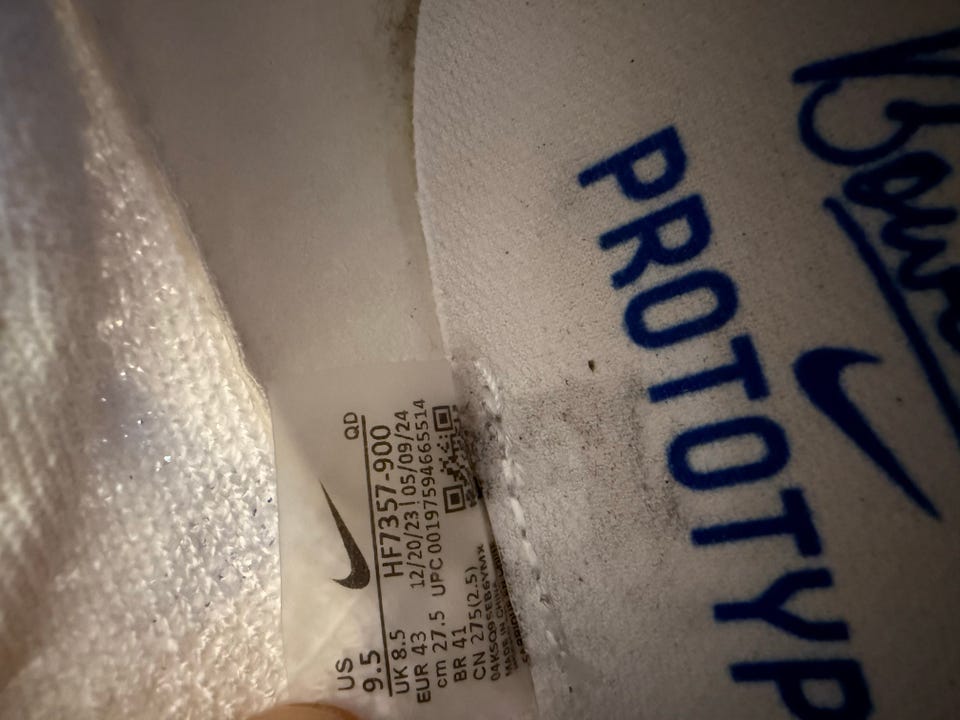 US
9.5
UK 8.5
EUR 43
cm 27.5
BR 41
CN 275(2.5)
QD
HF7357-900
12/20/23 | 05/09/24
UPC 00197594665514
PROTOTYP